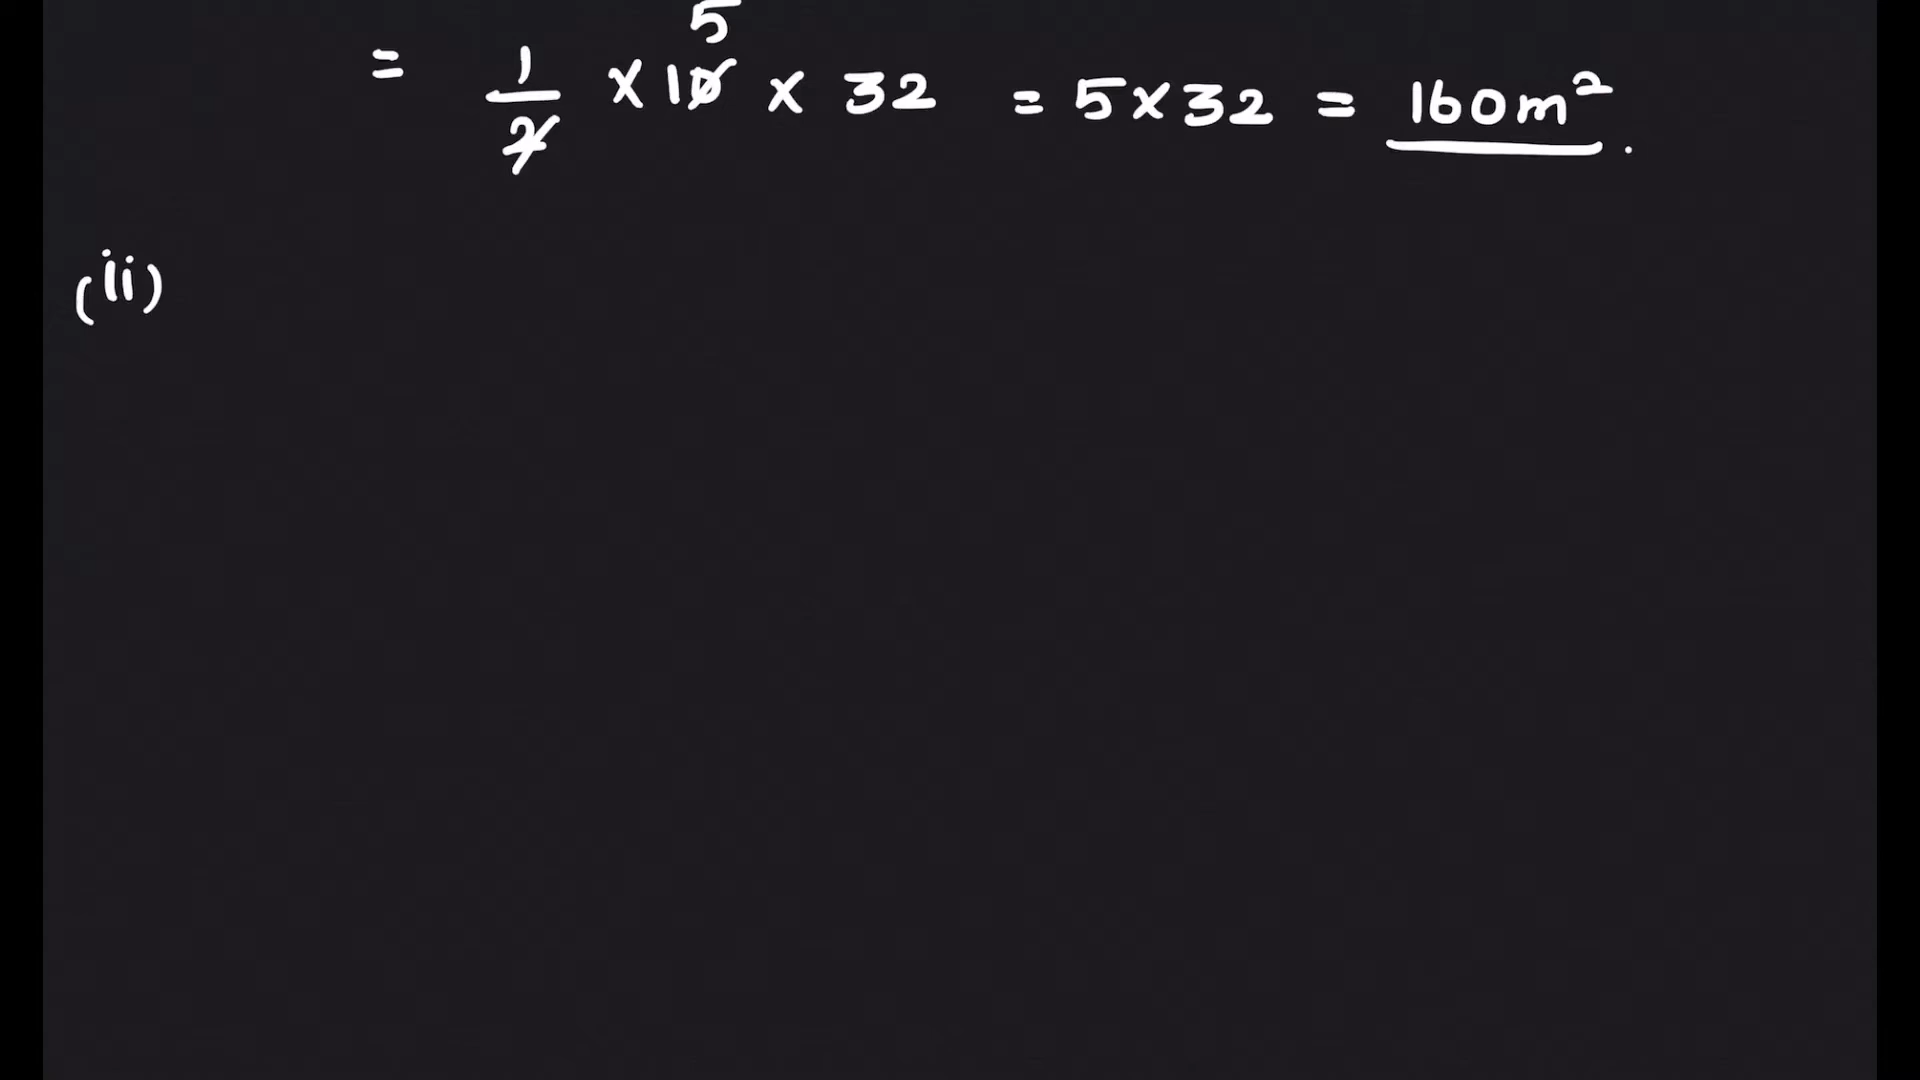 5
= 1/2 × 10 × 32 = 5×32 = 160m².
(ii)